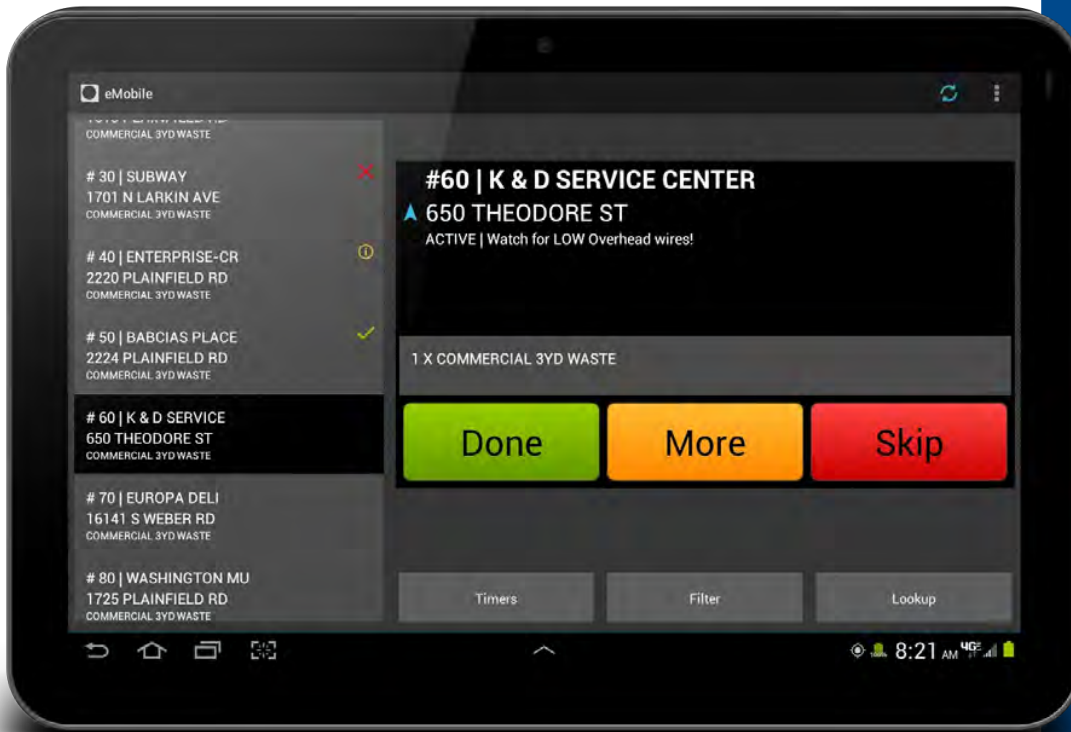 eMobile
COMMERCIAL 3YD WASTE
# 30 | SUBWAY
1701 N LARKIN AVE
COMMERCIAL 3YD WASTE
# 40 | ENTERPRISE-CR
2220 PLAINFIELD RD
COMMERCIAL 3YD WASTE
# 50 | BABCIAS PLACE
2224 PLAINFIELD RD
COMMERCIAL 3YD WASTE
# 60 | K & D SERVICE
650 THEODORE ST
COMMERCIAL 3YD WASTE
# 70 | EUROPA DELI
16141 S WEBER RD
COMMERCIAL 3YD WASTE
# 80 | WASHINGTON MU
1725 PLAINFIELD RD
COMMERCIAL 3YD WASTE
#60 | K & D SERVICE CENTER
650 THEODORE ST
ACTIVE | Watch for LOW Overhead wires!
1 X COMMERCIAL 3YD WASTE
Done More Skip
Timers Filter Lookup
100% 8:21 AM 4G